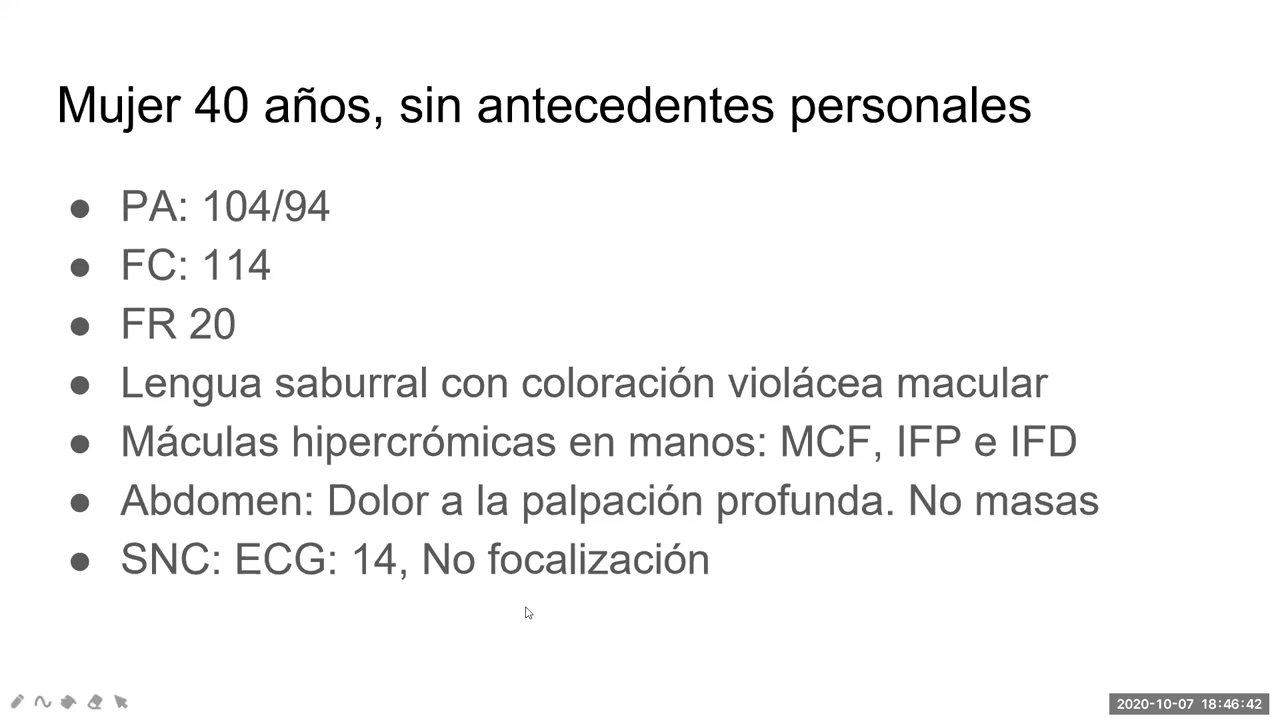 Mujer 40 años, sin antecedentes personales
● PA: 104/94
● FC: 114
● FR 20
● Lengua saburral con coloración violácea macular
● Máculas hipercrómicas en manos: MCF, IFP e IFD
● Abdomen: Dolor a la palpación profunda. No masas
● SNC: ECG: 14, No focalización
2020-10-07 18:46:42